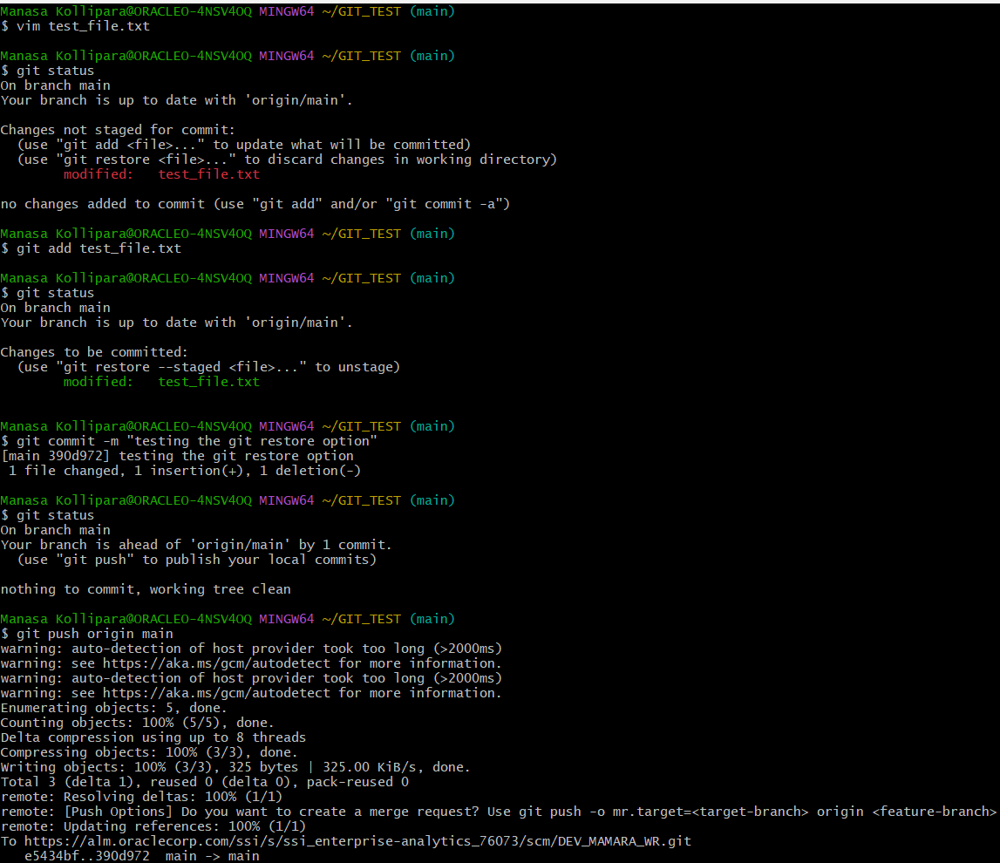 Manasa Kollipara@ORACLEO-4NSV4OQ MINGW64 ~/GIT_TEST (main)
$ vim test_file.txt
Manasa Kollipara@ORACLEO-4NSV4OQ MINGW64 ~/GIT_TEST (main)
$ git status
On branch main
Your branch is up to date with 'origin/main'.
Changes not staged for commit:
  (use "git add <file>..." to update what will be committed)
  (use "git restore <file>..." to discard changes in working directory)
        modified:   test_file.txt
no changes added to commit (use "git add" and/or "git commit -a")
Manasa Kollipara@ORACLEO-4NSV4OQ MINGW64 ~/GIT_TEST (main)
$ git add test_file.txt
Manasa Kollipara@ORACLEO-4NSV4OQ MINGW64 ~/GIT_TEST (main)
$ git status
On branch main
Your branch is up to date with 'origin/main'.
Changes to be committed:
  (use "git restore --staged <file>..." to unstage)
        modified:   test_file.txt
Manasa Kollipara@ORACLEO-4NSV4OQ MINGW64 ~/GIT_TEST (main)
$ git commit -m "testing the git restore option"
[main 390d972] testing the git restore option
 1 file changed, 1 insertion(+), 1 deletion(-)
Manasa Kollipara@ORACLEO-4NSV4OQ MINGW64 ~/GIT_TEST (main)
$ git status
On branch main
Your branch is ahead of 'origin/main' by 1 commit.
  (use "git push" to publish your local commits)
nothing to commit, working tree clean
Manasa Kollipara@ORACLEO-4NSV4OQ MINGW64 ~/GIT_TEST (main)
$ git push origin main
warning: auto-detection of host provider took too long (>2000ms)
warning: see https://aka.ms/gcm/autodetect for more information.
warning: auto-detection of host provider took too long (>2000ms)
warning: see https://aka.ms/gcm/autodetect for more information.
Enumerating objects: 5, done.
Counting objects: 100% (5/5), done.
Delta compression using up to 8 threads
Compressing objects: 100% (3/3), done.
Writing objects: 100% (3/3), 325 bytes | 325.00 KiB/s, done.
Total 3 (delta 1), reused 0 (delta 0), pack-reused 0
remote: Resolving deltas: 100% (1/1)
remote: [Push Options] Do you want to create a merge request? Use git push -o mr.target=<target-branch> origin <feature-branch>
remote: Updating references: 100% (1/1)
To https://alm.oraclecorp.com/ssi/s/ssi_enterprise-analytics_76073/scm/DEV_MAMARA_WR.git
   e5434bf..390d972  main -> main